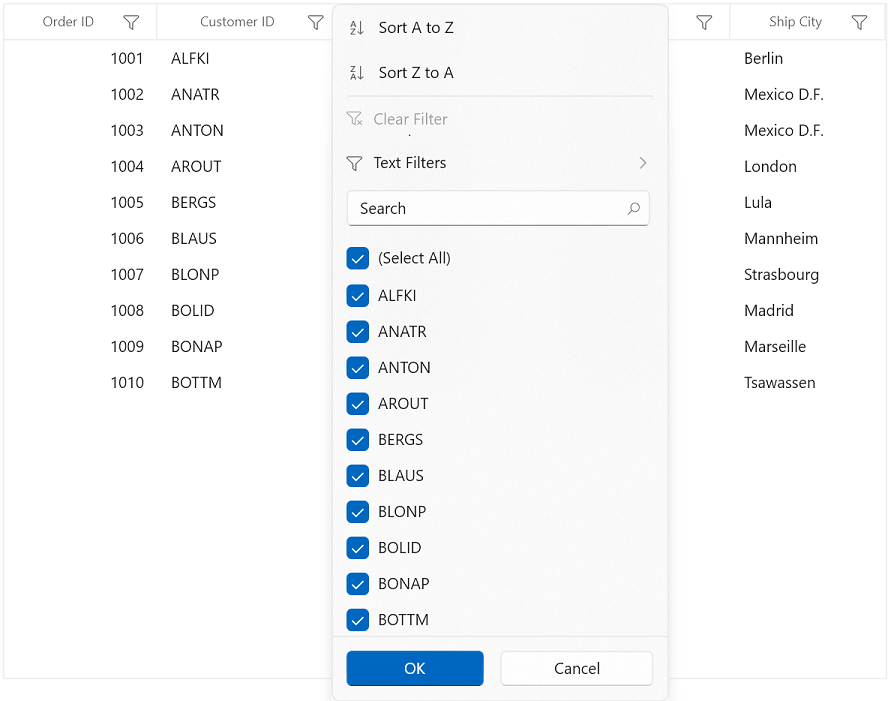 Order ID Customer ID Ship City
1001 ALFKI Berlin
1002 ANATR Mexico D.F.
1003 ANTON Mexico D.F.
1004 AROUT London
1005 BERGS Lula
1006 BLAUS Mannheim
1007 BLONP Strasbourg
1008 BOLID Madrid
1009 BONAP Marseille
1010 BOTTM Tsawassen
Sort A to Z
Sort Z to A
Clear Filter
Text Filters
Search
(Select All)
ALFKI
ANATR
ANTON
AROUT
BERGS
BLAUS
BLONP
BOLID
BONAP
BOTTM
OK Cancel